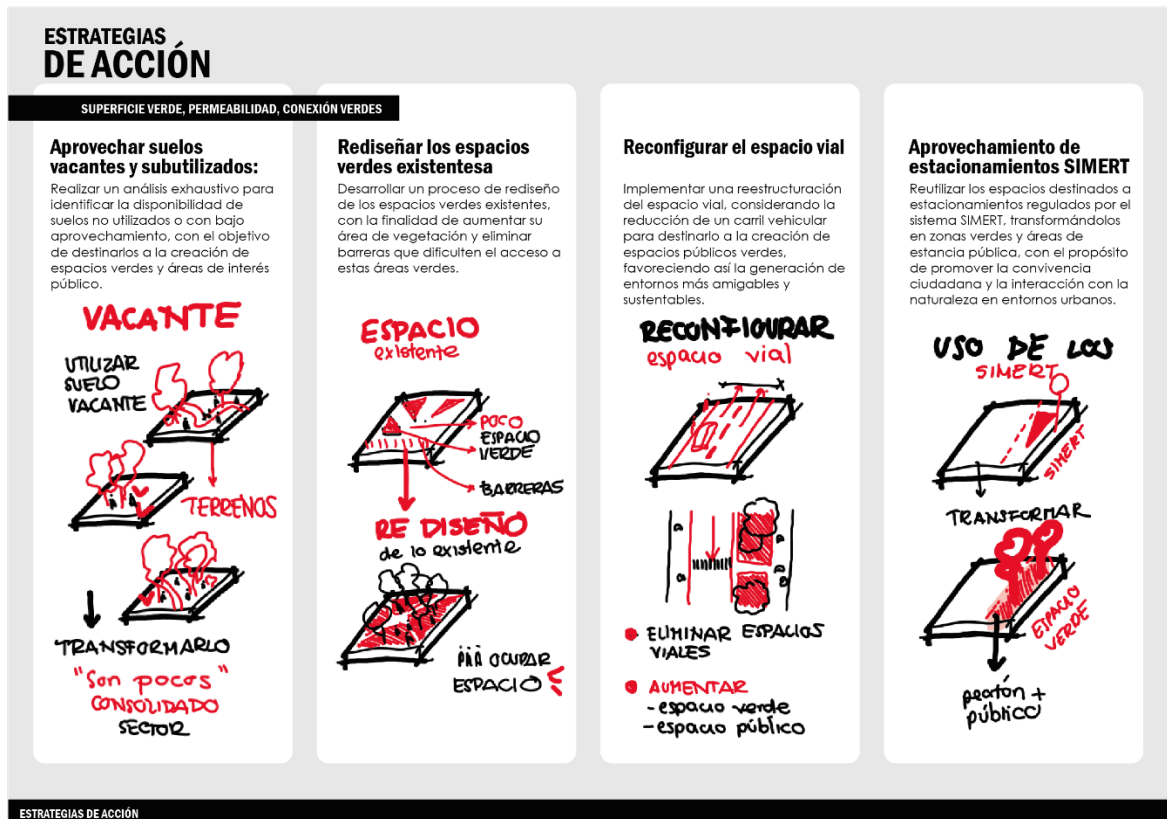 ESTRATEGIAS
DE ACCIÓN
SUPERFICIE VERDE, PERMEABILIDAD, CONEXIÓN VERDES
Aprovechar suelos
vacantes y subutilizados:
Realizar un análisis exhaustivo para
identificar la disponibilidad de
suelos no utilizados o con bajo
aprovechamiento, con el objetivo
de destinarlos a la creación de
espacios verdes y áreas de interés
público.
VACANTE
UTILIZAR
SUELO
VACANTE
TERRENOS
TRANSFORMARLO
"Son pocos"
CONSOLIDADO
SECTOR
Rediseñar los espacios
verdes existentesa
Desarrollar un proceso de rediseño
de los espacios verdes existentes,
con la finalidad de aumentar su
área de vegetación y eliminar
barreras que dificulten el acceso a
estas áreas verdes.
ESPACIO
existente
POCO
ESPACIO
VERDE
BARRERAS
RE DISEÑO
de lo existente
OCUPAR
ESPACIO
Reconfigurar el espacio vial
Implementar una reestructuración
del espacio vial, considerando la
reducción de un carril vehicular
para destinarlo a la creación de
espacios públicos verdes,
favoreciendo así la generación de
entornos más amigables y
sustentables.
RECONFIGURAR
espacio vial
ELIMINAR ESPACIOS
VIALES
AUMENTAR
- espacio verde
- espacio público
Aprovechamiento de
estacionamientos SIMERT
Reutilizar los espacios destinados a
estacionamientos regulados por el
sistema SIMERT, transformándolos
en zonas verdes y áreas de
estancia pública, con el propósito
de promover la convivencia
ciudadana y la interacción con la
naturaleza en entornos urbanos.
USO DE LOS
SIMERT
SIMERT
TRANSFORMAR
ESPACIO
VERDE
peatón +
público
ESTRATEGIAS DE ACCIÓN